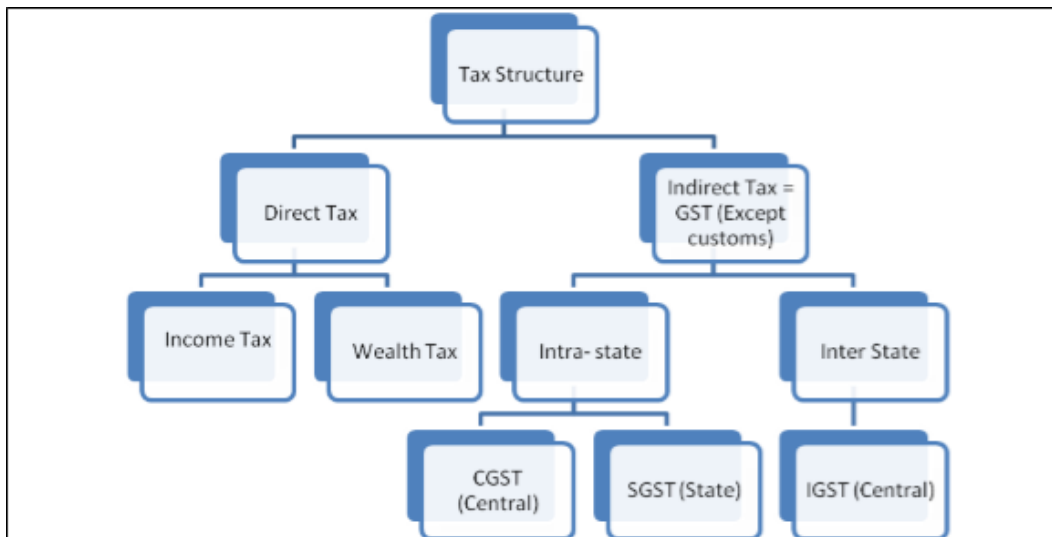 Tax Structure
Direct Tax
Indirect Tax =
GST (Except
customs)
Income Tax
Wealth Tax
Intra- state
Inter State
CGST
(Central)
SGST (State)
IGST (Central)